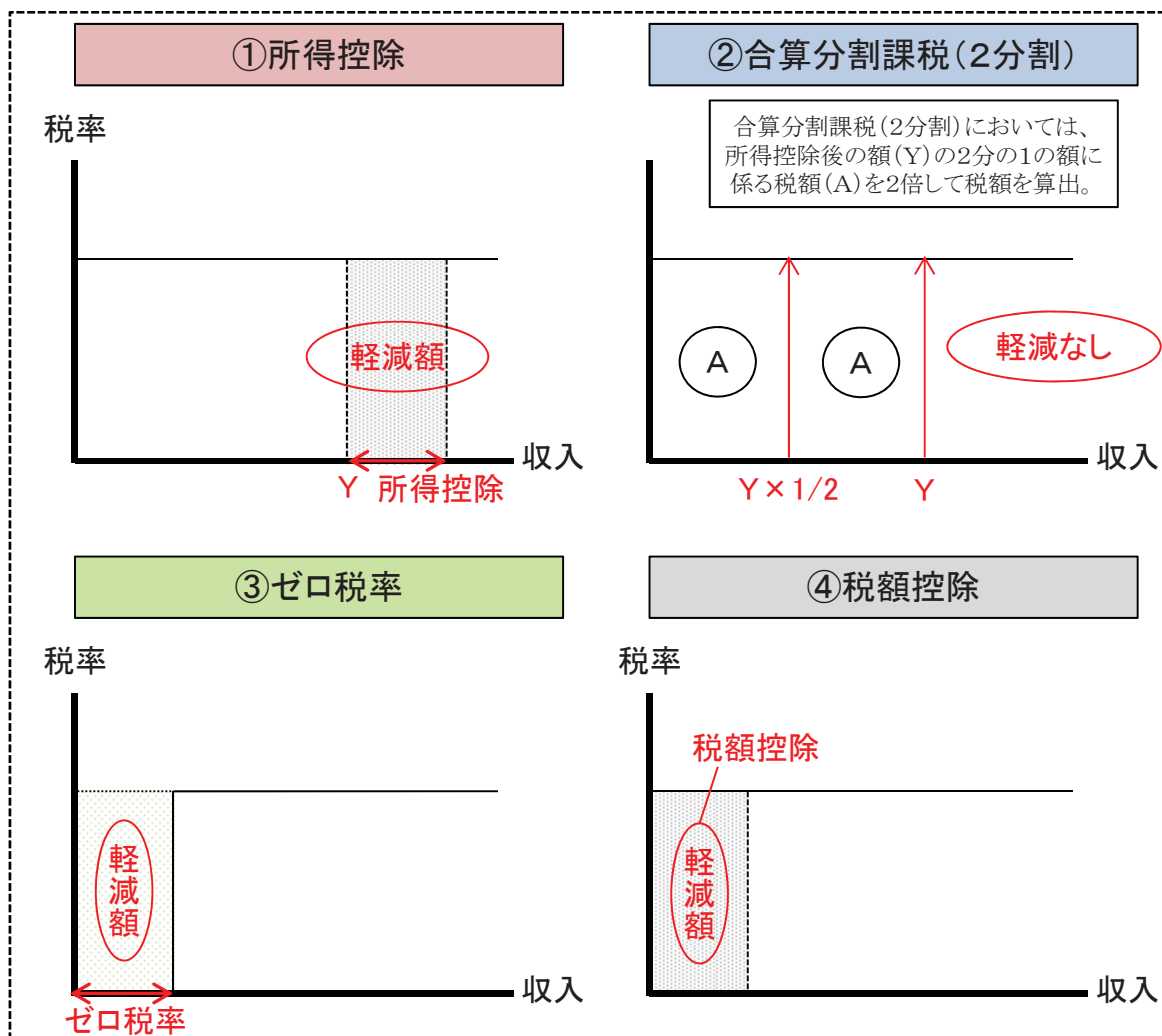 ①所得控除
税率
軽減額
収入
Y 所得控除
②合算分割課税(2分割)
合算分割課税(2分割)においては、
所得控除後の額(Y)の2分の1の額に
係る税額(A)を2倍して税額を算出。
A
A
軽減なし
収入
Y×1/2
Y
③ゼロ税率
税率
軽減額
収入
ゼロ税率
④税額控除
税率
税額控除
軽減額
収入